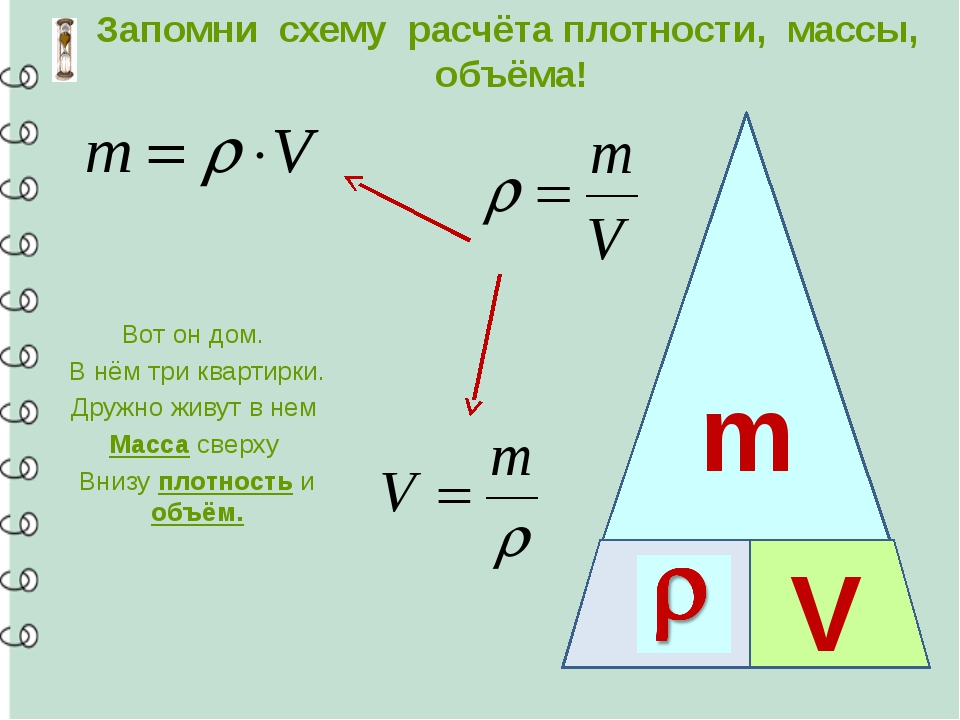 Запомни схему расчёта плотности, массы,
объёма!
m = ρ · V
ρ = m / V
Вот он дом.
В нём три квартирки.
Дружно живут в нем
Масса сверху
Внизу плотность и
объём.
V = m / ρ
m
ρ
V